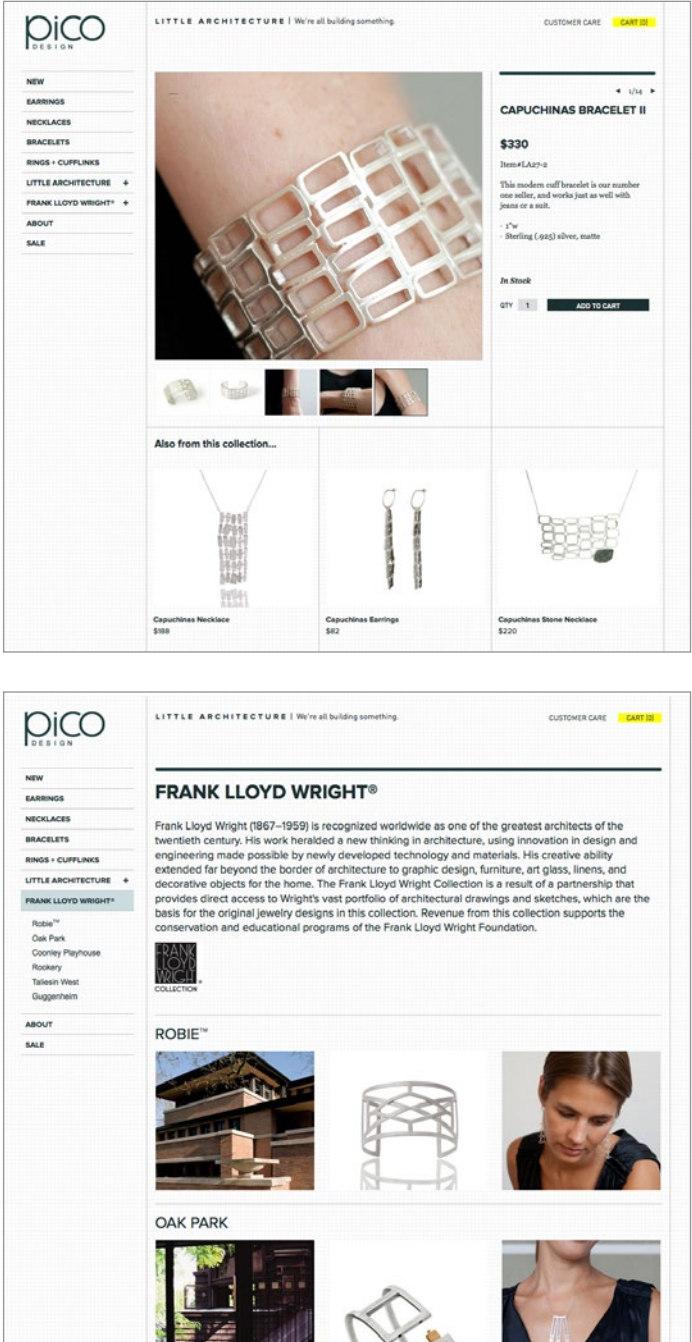 pico
DESIGN
LITTLE ARCHITECTURE | We're all building something.
CUSTOMER CARE
CART [0]
NEW
EARRINGS
NECKLACES
BRACELETS
RINGS + CUFFLINKS
LITTLE ARCHITECTURE +
FRANK LLOYD WRIGHT® +
ABOUT
SALE
◀ 1/14 ▶
CAPUCHINAS BRACELET II
$330
Item#LA27-2
This modern cuff bracelet is our number
one seller, and works just as well with
jeans or a suit.
- 1"w
- Sterling (.925) silver, matte
In Stock
QTY 1 ADD TO CART
Also from this collection...
Capuchinas Necklace
$188
Capuchinas Earrings
$82
Capuchinas Stone Necklace
$220
pico
DESIGN
LITTLE ARCHITECTURE | We're all building something.
CUSTOMER CARE
CART [0]
NEW
EARRINGS
NECKLACES
BRACELETS
RINGS + CUFFLINKS
LITTLE ARCHITECTURE +
FRANK LLOYD WRIGHT®
Robie™
Oak Park
Coonley Playhouse
Rookery
Taliesin West
Guggenheim
ABOUT
SALE
FRANK LLOYD WRIGHT®
Frank Lloyd Wright (1867–1959) is recognized worldwide as one of the greatest architects of the
twentieth century. His work heralded a new thinking in architecture, using innovation in design and
engineering made possible by newly developed technology and materials. His creative ability
extended far beyond the border of architecture to graphic design, furniture, art glass, linens, and
decorative objects for the home. The Frank Lloyd Wright Collection is a result of a partnership that
provides direct access to Wright's vast portfolio of architectural drawings and sketches, which are the
basis for the original jewelry designs in this collection. Revenue from this collection supports the
conservation and educational programs of the Frank Lloyd Wright Foundation.
FRANK
LLOYD
WRIGHT
COLLECTION
ROBIE™
OAK PARK